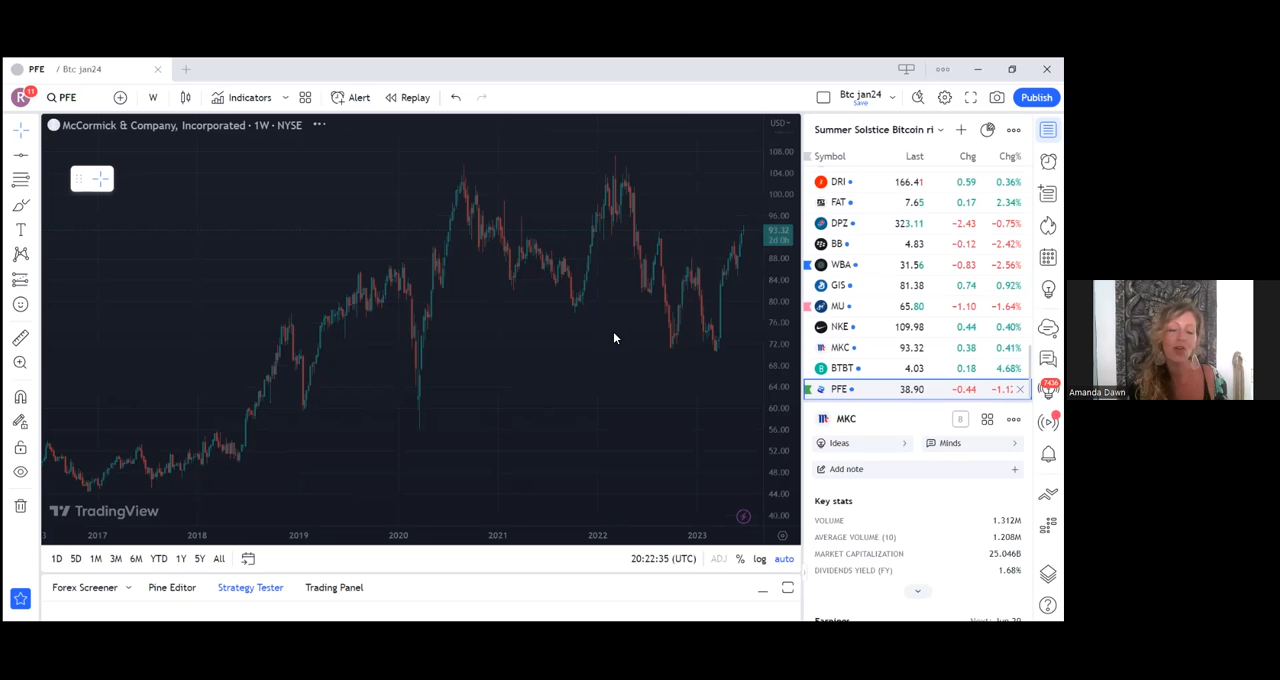 PFE / Btc jan24
R 11 PFE W Indicators Alert Replay Btc jan24 Save Publish
McCormick & Company, Incorporated · 1W · NYSE
USD
108.00
104.00
100.00
96.00
93.32
2d 0h
88.00
84.00
80.00
76.00
72.00
68.00
64.00
60.00
56.00
52.00
48.00
44.00
40.00
TradingView
3 2017 2018 2019 2020 2021 2022 2023
1D 5D 1M 3M 6M YTD 1Y 5Y All 20:22:35 (UTC) ADJ % log auto
Forex Screener Pine Editor Strategy Tester Trading Panel
Summer Solstice Bitcoin ri
Symbol Last Chg Chg%
DRI 166.41 0.59 0.36%
FAT 7.65 0.17 2.34%
DPZ 323.11 −2.43 −0.75%
BB 4.83 −0.12 −2.42%
WBA 31.56 −0.83 −2.56%
GIS 81.38 0.74 0.92%
MU 65.80 −1.10 −1.64%
NKE 109.98 0.44 0.40%
MKC 93.32 0.38 0.41%
BTBT 4.03 0.18 4.68%
PFE 38.90 −0.44
MKC 8
Ideas Minds
Add note
Key stats
VOLUME 1.312M
AVERAGE VOLUME (10) 1.208M
MARKET CAPITALIZATION 25.046B
DIVIDENDS YIELD (FY) 1.68%
7436
Amanda Dawn